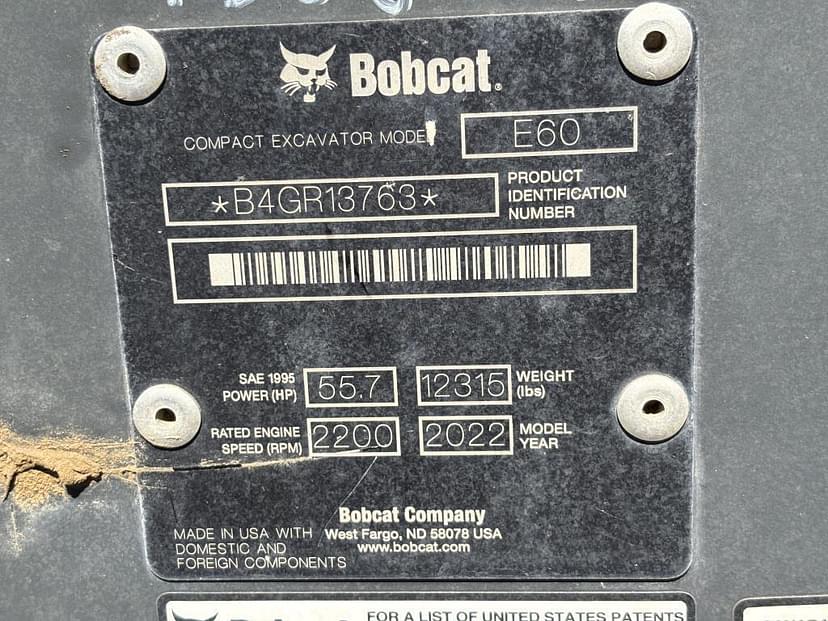 Bobcat.
COMPACT EXCAVATOR MODEL E60
*B4GR13763* PRODUCT
IDENTIFICATION
NUMBER
SAE 1995
POWER (HP) 55.7 12315 WEIGHT
(lbs)
RATED ENGINE
SPEED (RPM) 2200 2022 MODEL
YEAR
Bobcat Company
West Fargo, ND 58078 USA
www.bobcat.com
MADE IN USA WITH
DOMESTIC AND
FOREIGN COMPONENTS
FOR A LIST OF UNITED STATES PATENTS